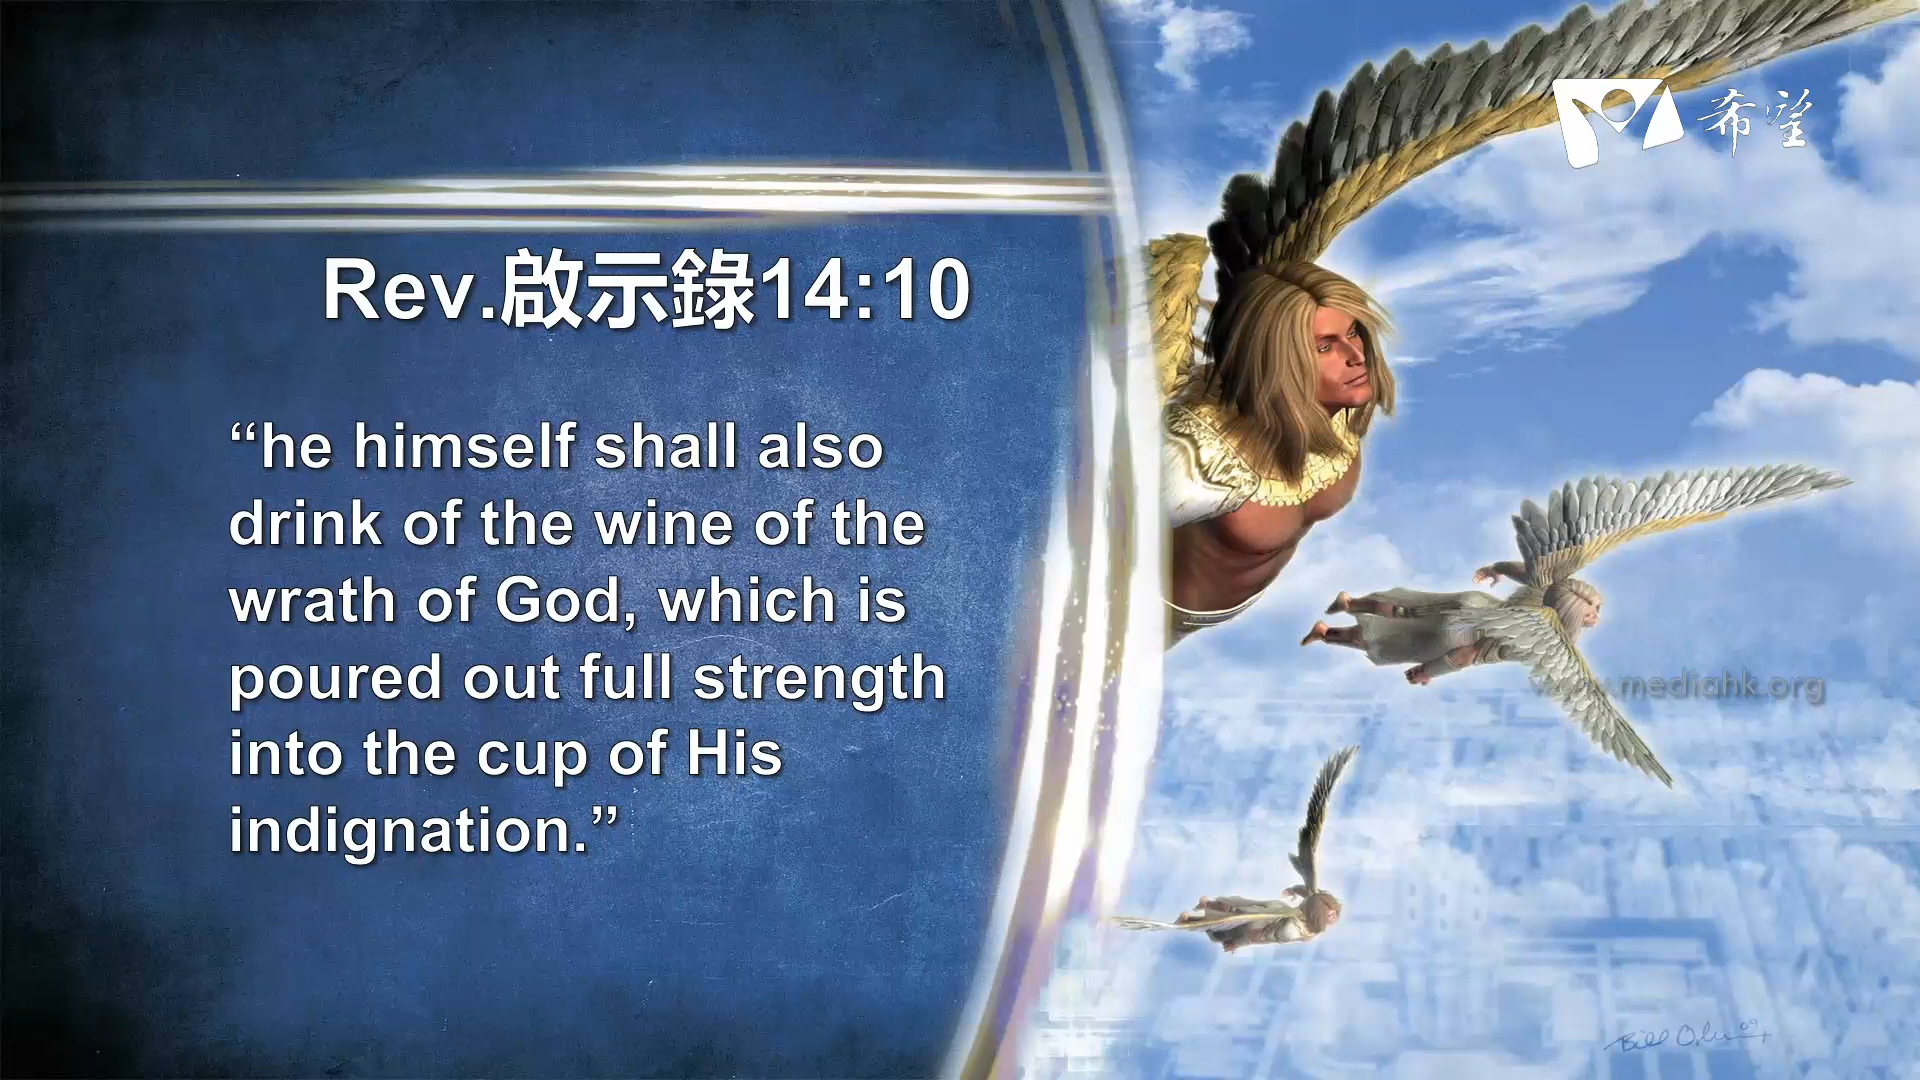 希望
Rev.啟示錄14:10
“he himself shall also
drink of the wine of the
wrath of God, which is
poured out full strength
into the cup of His
indignation.”
www.mediahk.org